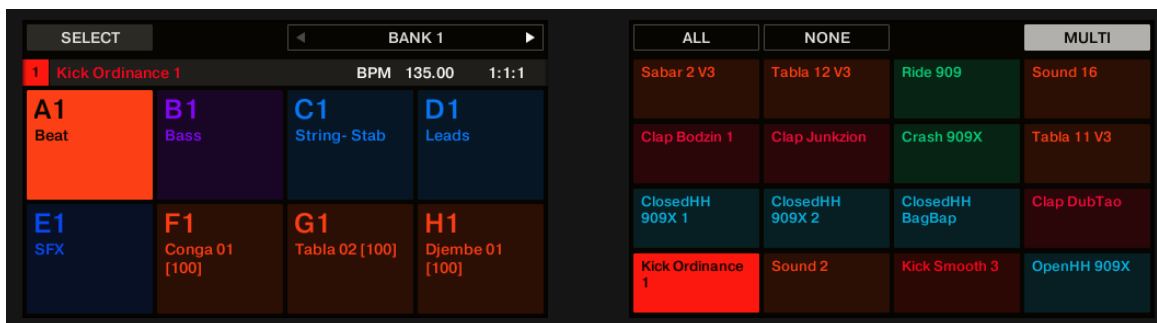 SELECT
BANK 1
1 Kick Ordinance 1
BPM 135.00 1:1:1
A1
Beat
B1
Bass
C1
String- Stab
D1
Leads
E1
SFX
F1
Conga 01
[100]
G1
Tabla 02 [100]
H1
Djembe 01
[100]
ALL
NONE
MULTI
Sabar 2 V3
Tabla 12 V3
Ride 909
Sound 16
Clap Bodzin 1
Clap Junkzion
Crash 909X
Tabla 11 V3
ClosedHH
909X 1
ClosedHH
909X 2
ClosedHH
BagBap
Clap DubTao
Kick Ordinance
1
Sound 2
Kick Smooth 3
OpenHH 909X